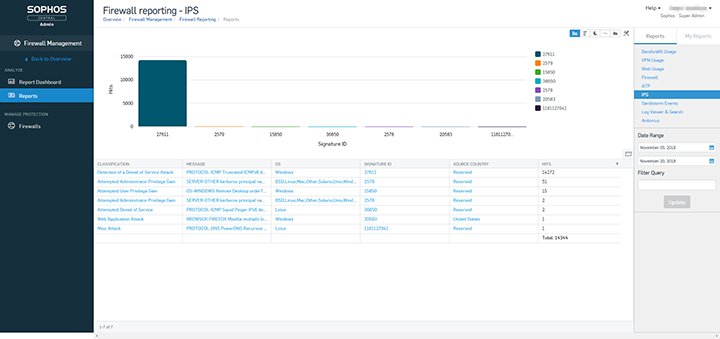 SOPHOS
CENTRAL
Admin
Firewall Management
Back to Overview
ANALYZE
Report Dashboard
Reports
MANAGE PROTECTION
Firewalls
Firewall reporting - IPS
Overview / Firewall Management / Firewall Reporting / Reports
Help
Sophos · Super Admin
Hits
15000
10000
5000
0
27611
2579
15850
36650
2578
20583
11811270...
Signature ID
27611
2579
15850
36650
2578
20583
1181127041
CLASSIFICATION MESSAGE OS SIGNATURE ID SOURCE COUNTRY HITS
Detection of a Denial of Service Attack PROTOCOL-ICMP Truncated ICMPv6 d... Windows 27611 Reserved 14272
Attempted Administrator Privilege Gain SERVER-OTHER kerberos principal na... BSD,Linux,Mac,Other,Solaris,Unix,Wind... 2579 Reserved 51
Attempted User Privilege Gain OS-WINDOWS Remote Desktop orderT... Windows 15850 Reserved 15
Attempted Administrator Privilege Gain SERVER-OTHER kerberos principal na... BSD,Linux,Mac,Other,Solaris,Unix,Wind... 2578 Reserved 2
Attempted Denial of Service PROTOCOL-ICMP Squid Pinger IPv6 de... Linux 36650 Reserved 2
Web Application Attack BROWSER-FIREFOX Mozilla multiple lo... Windows 20583 United States 1
Misc Attack PROTOCOL-DNS PowerDNS Recursive ... Linux 1181127041 Reserved 1
Total: 14344
1-7 of 7
Reports My Reports
Bandwidth Usage
VPN Usage
Web Usage
Firewall
ATP
IPS
Sandstorm Events
Log Viewer & Search
Antivirus
Date Range
November 05, 2019
November 20, 2019
Filter Query
Update